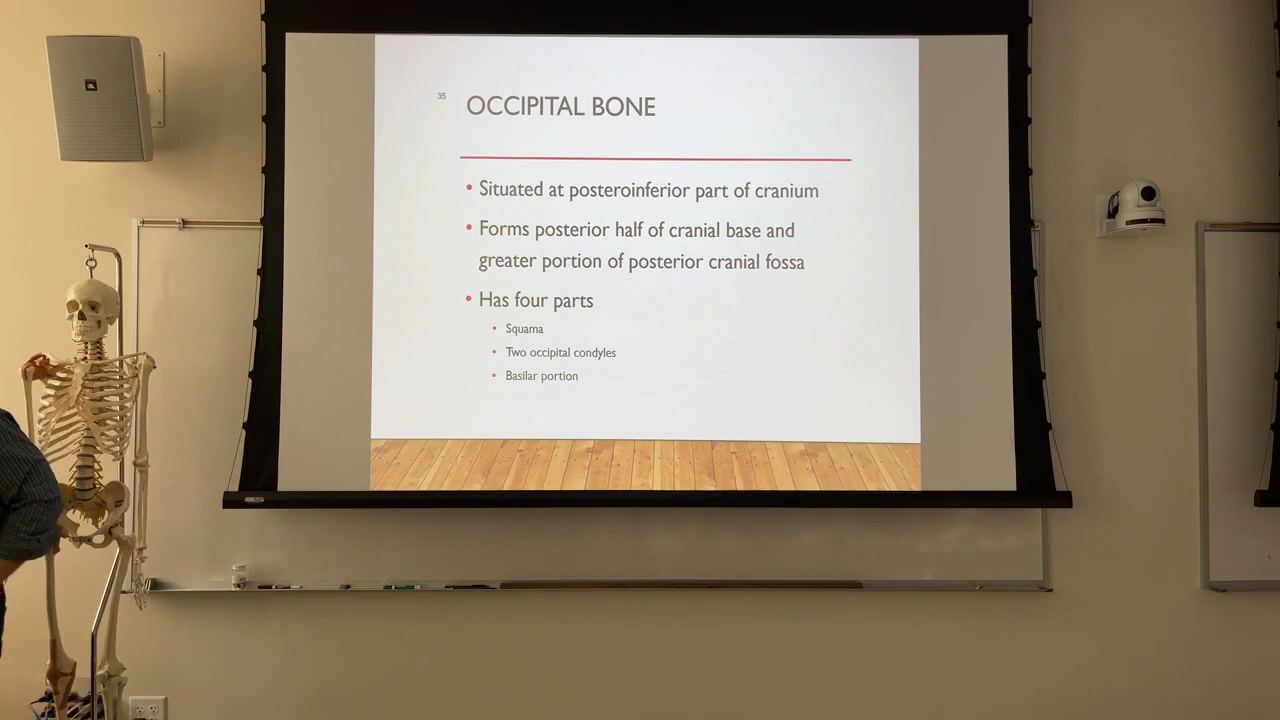 JBL
35
OCCIPITAL BONE
• Situated at posteroinferior part of cranium
• Forms posterior half of cranial base and
greater portion of posterior cranial fossa
• Has four parts
• Squama
• Two occipital condyles
• Basilar portion